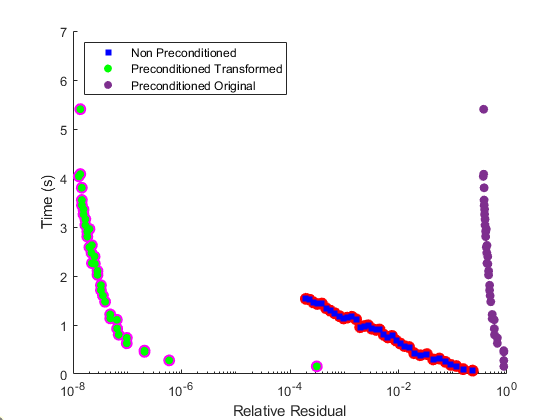 7
6
5
4
3
2
1
0
Time (s)
Non Preconditioned
Preconditioned Transformed
Preconditioned Original
10^-8
10^-6
10^-4
10^-2
10^0
Relative Residual